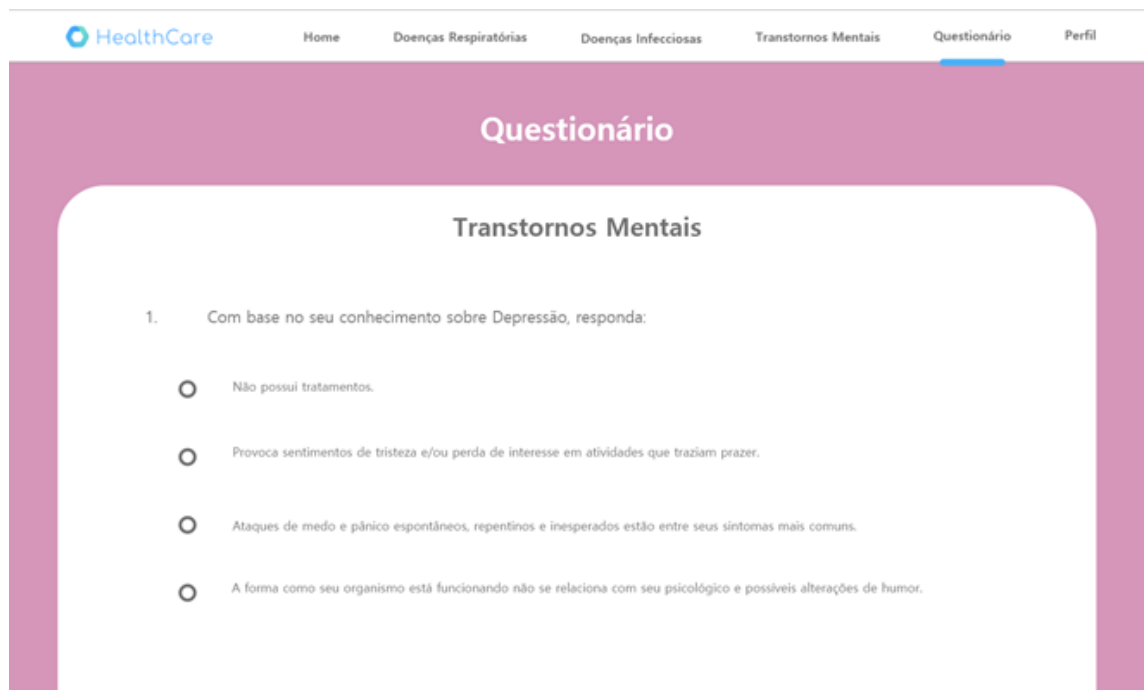 HealthCare Home Doenças Respiratórias Doenças Infecciosas Transtornos Mentais Questionário Perfil
Questionário
Transtornos Mentais
1. Com base no seu conhecimento sobre Depressão, responda:
Não possui tratamentos.
Provoca sentimentos de tristeza e/ou perda de interesse em atividades que traziam prazer.
Ataques de medo e pânico espontâneos, repentinos e inesperados estão entre seus sintomas mais comuns.
A forma como seu organismo está funcionando não se relaciona com seu psicológico e possíveis alterações de humor.